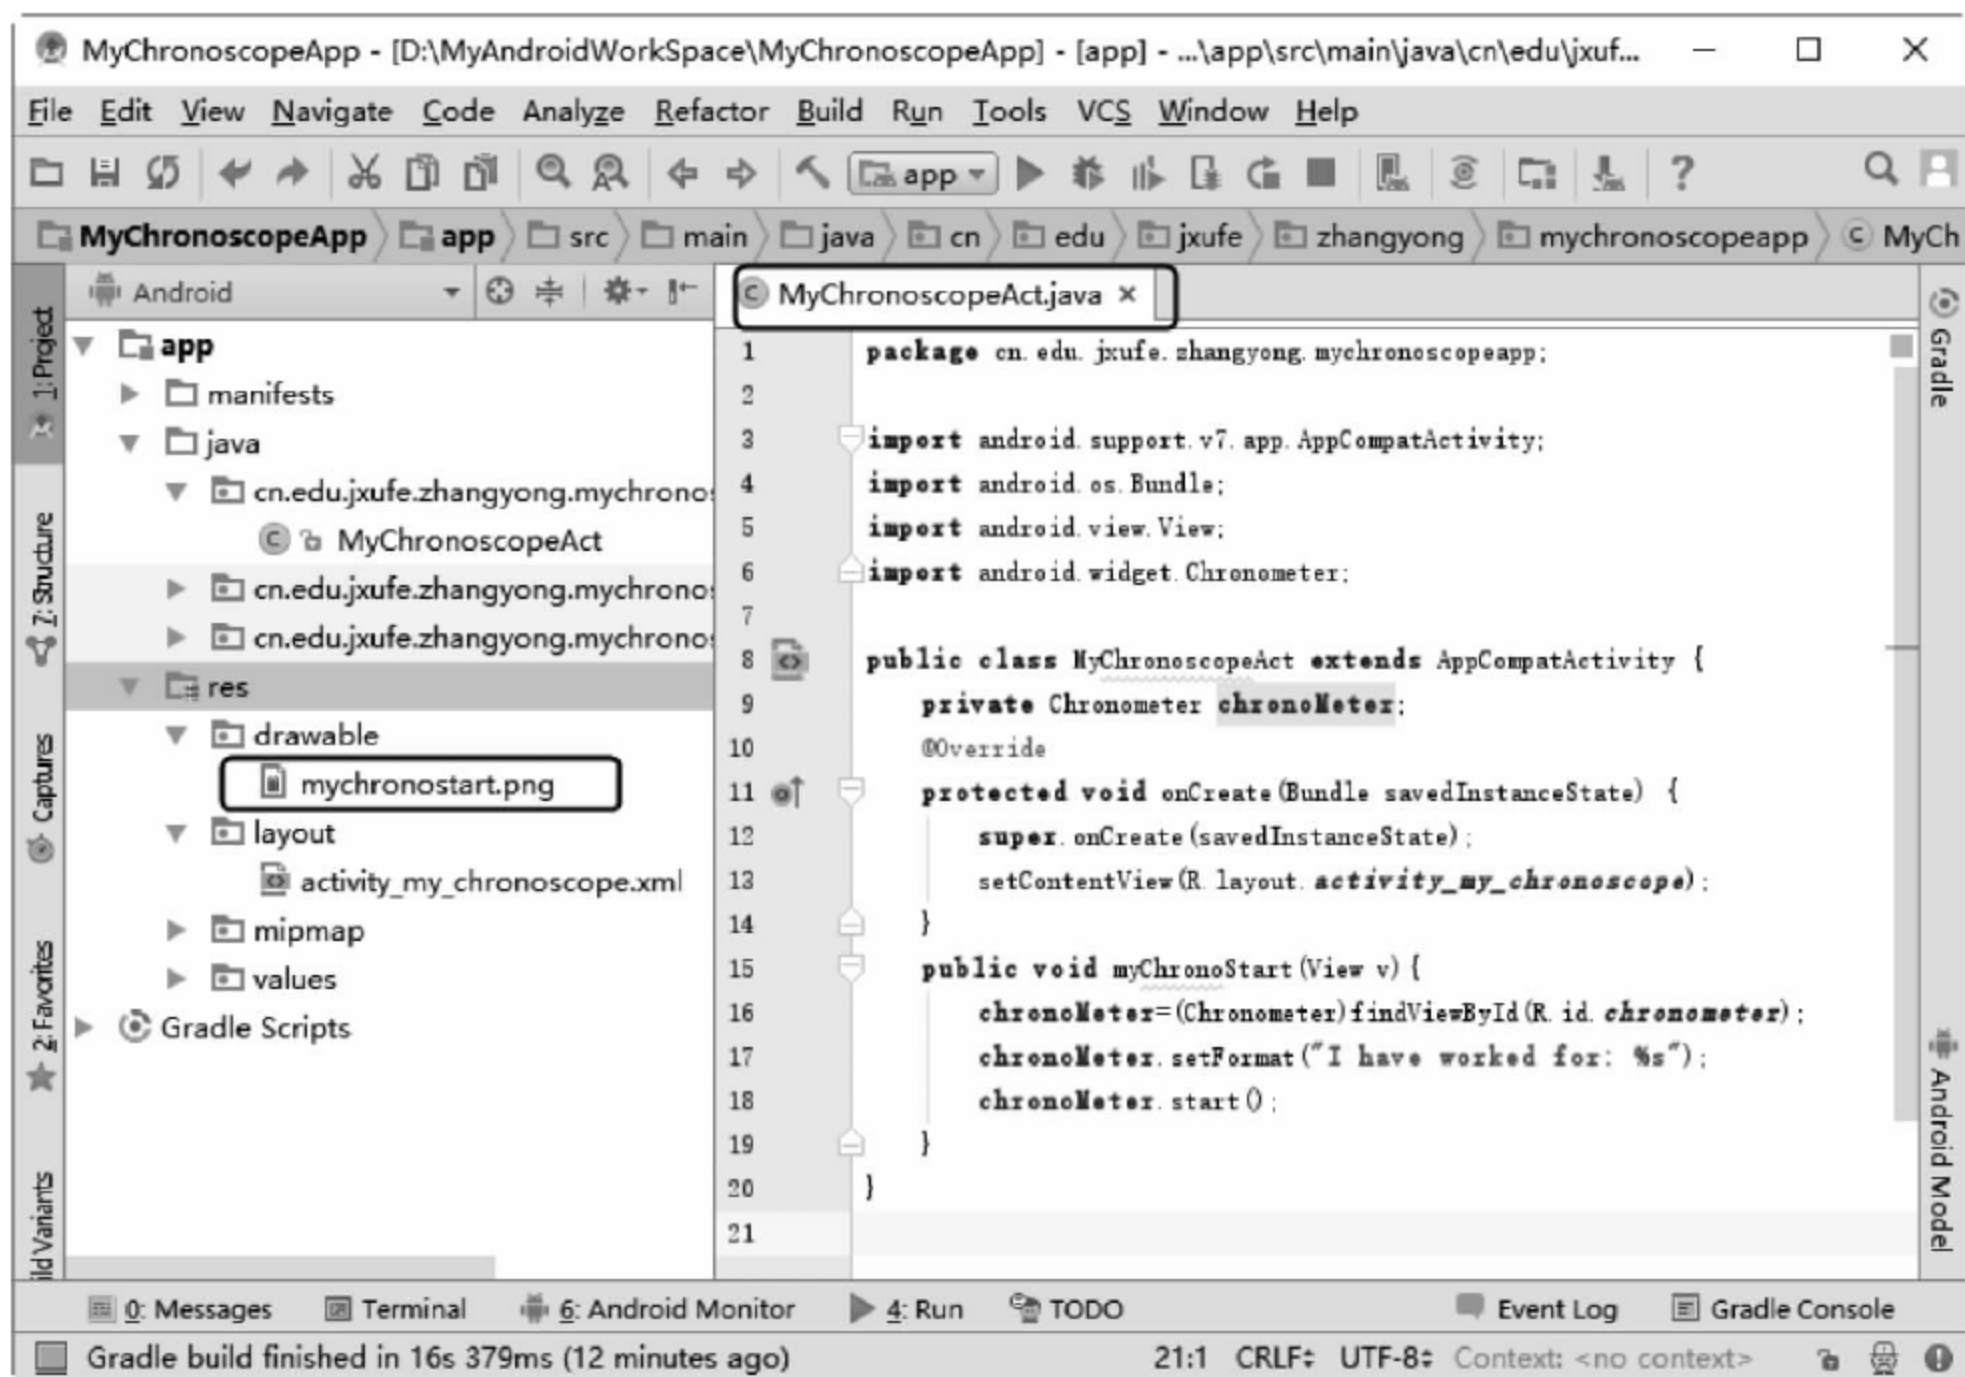 MyChronoscopeApp - [D:\MyAndroidWorkSpace\MyChronoscopeApp] - [app] - ...\app\src\main\java\cn\edu\jxuf...
File Edit View Navigate Code Analyze Refactor Build Run Tools VCS Window Help
app
?
MyChronoscopeApp app src main java cn edu jxufe zhangyong mychronoscopeapp MyCh
1: Project
7: Structure
Captures
2: Favorites
ild Variants
Android
app
manifests
java
cn.edu.jxufe.zhangyong.mychrono
MyChronoscopeAct
cn.edu.jxufe.zhangyong.mychrono
cn.edu.jxufe.zhangyong.mychrono
res
drawable
mychronostart.png
layout
activity_my_chronoscope.xml
mipmap
values
Gradle Scripts
MyChronoscopeAct.java
1 package cn.edu.jxufe.zhangyong.mychronoscopeapp;
2
3 import android.support.v7.app.AppCompatActivity;
4 import android.os.Bundle;
5 import android.view.View;
6 import android.widget.Chronometer;
7
8 public class MyChronoscopeAct extends AppCompatActivity {
9 private Chronometer chronoMeter;
10 @Override
11 protected void onCreate(Bundle savedInstanceState) {
12 super.onCreate(savedInstanceState);
13 setContentView(R.layout.activity_my_chronoscope);
14 }
15 public void myChronoStart(View v){
16 chronoMeter=(Chronometer)findViewById(R.id.chronometer);
17 chronoMeter.setFormat("I have worked for: %s");
18 chronoMeter.start();
19 }
20 }
21
Gradle
Android Model
0: Messages Terminal 6: Android Monitor 4: Run TODO Event Log Gradle Console
Gradle build finished in 16s 379ms (12 minutes ago) 21:1 CRLF UTF-8 Context: <no context>